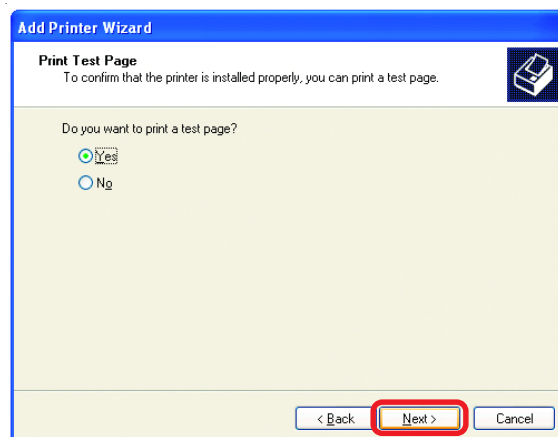 Add Printer Wizard
Print Test Page
To confirm that the printer is installed properly, you can print a test page.
Do you want to print a test page?
Yes
No
< Back Next > Cancel